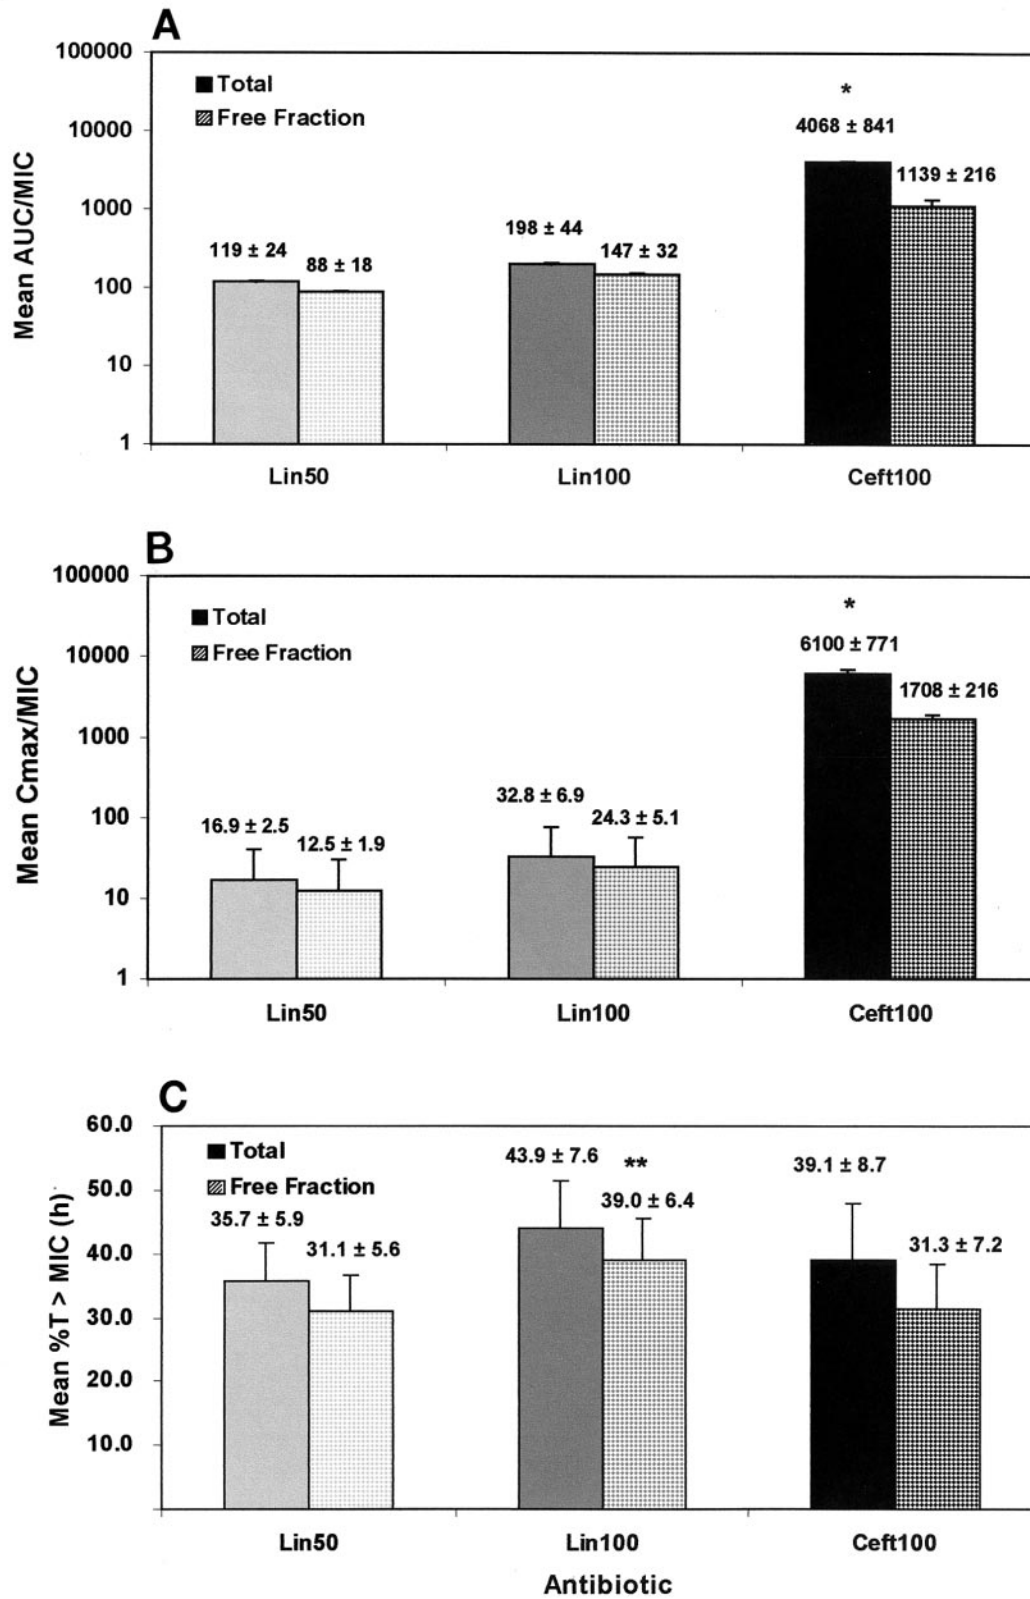 A
100000
10000
1000
100
10
1
Mean AUC/MIC
Total
Free Fraction
119 ± 24
88 ± 18
198 ± 44
147 ± 32
*
4068 ± 841
1139 ± 216
Lin50
Lin100
Ceft100
B
100000
10000
1000
100
10
1
Mean Cmax/MIC
Total
Free Fraction
16.9 ± 2.5
12.5 ± 1.9
32.8 ± 6.9
24.3 ± 5.1
*
6100 ± 771
1708 ± 216
Lin50
Lin100
Ceft100
C
60.0
50.0
40.0
30.0
20.0
10.0
Mean %T > MIC (h)
Total
Free Fraction
35.7 ± 5.9
31.1 ± 5.6
43.9 ± 7.6
**
39.0 ± 6.4
39.1 ± 8.7
31.3 ± 7.2
Lin50
Lin100
Ceft100
Antibiotic